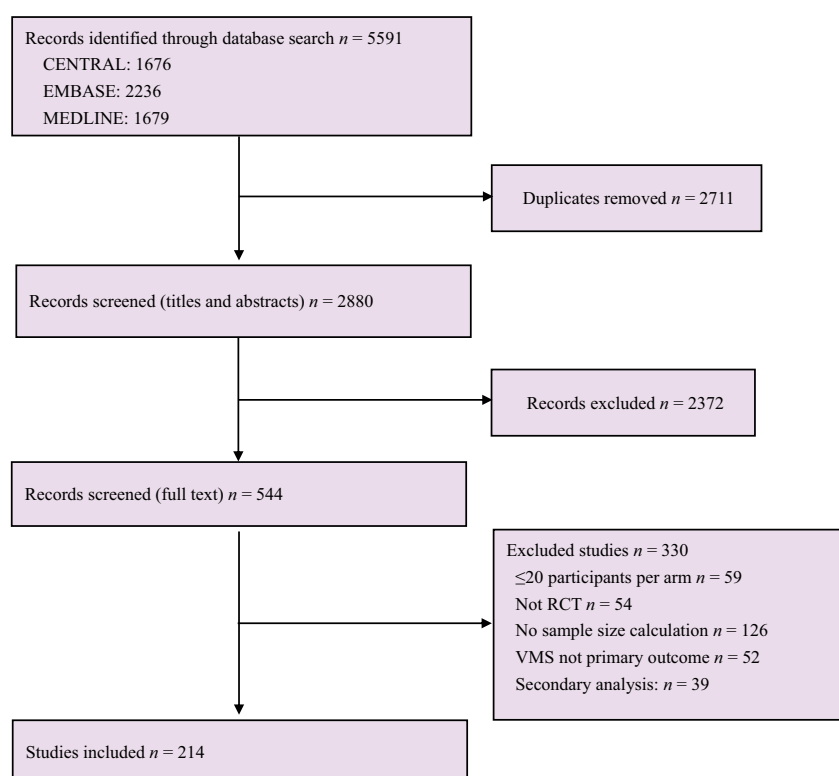 Records identified through database search n = 5591
CENTRAL: 1676
EMBASE: 2236
MEDLINE: 1679
Duplicates removed n = 2711
Records screened (titles and abstracts) n = 2880
Records excluded n = 2372
Records screened (full text) n = 544
Excluded studies n = 330
≤20 participants per arm n = 59
Not RCT n = 54
No sample size calculation n = 126
VMS not primary outcome n = 52
Secondary analysis: n = 39
Studies included n = 214